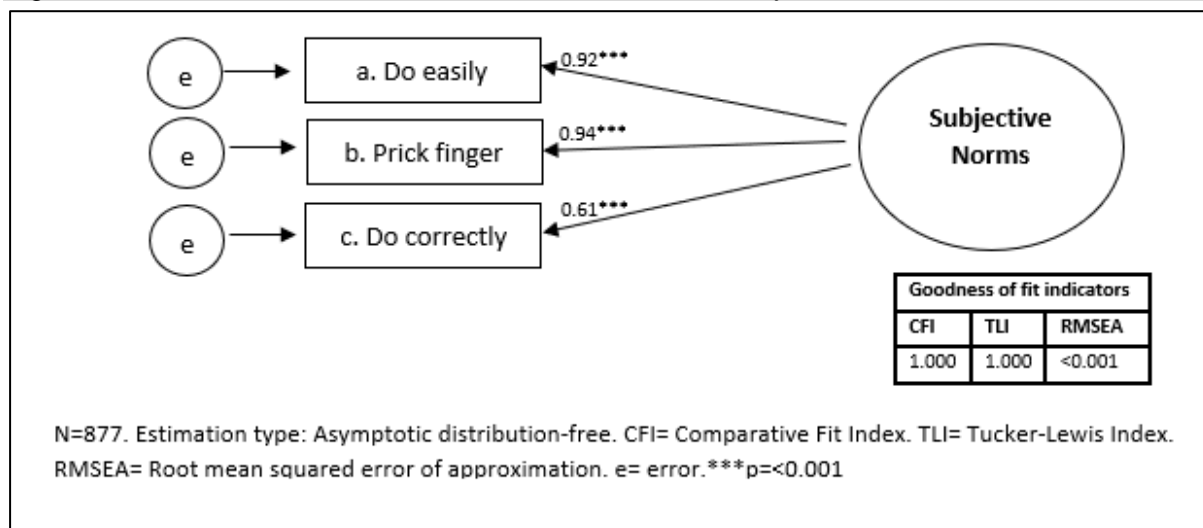 e
a. Do easily
0.92***
Subjective
Norms
e
b. Prick finger
0.94***
e
c. Do correctly
0.61***
Goodness of fit indicators
CFI TLI RMSEA
1.000 1.000 <0.001
N=877. Estimation type: Asymptotic distribution-free. CFI= Comparative Fit Index. TLI= Tucker-Lewis Index.
RMSEA= Root mean squared error of approximation. e= error.***p=<0.001